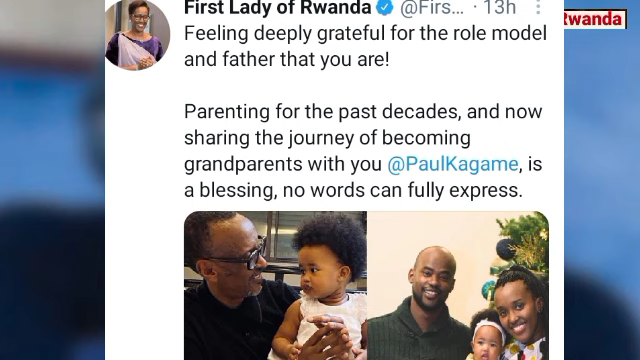 First Lady of Rwanda @Firs... · 13h
Rwanda
Feeling deeply grateful for the role model
and father that you are!
Parenting for the past decades, and now
sharing the journey of becoming
grandparents with you @PaulKagame, is
a blessing, no words can fully express.